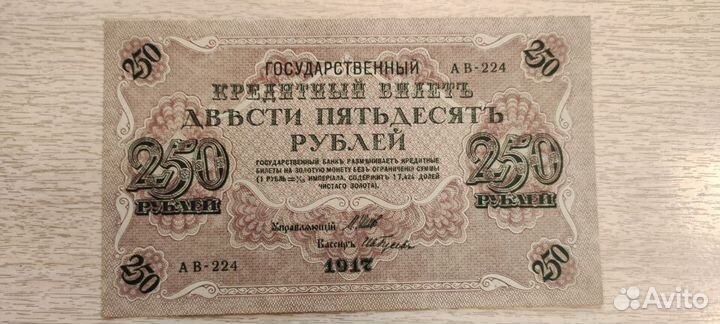 250 250
ГОСУДАРСТВЕННЫЙ АВ-224
КРЕДИТНЫЙ БИЛЕТЪ
ДВѢСТИ ПЯТЬДЕСЯТЪ
РУБЛЕЙ
250 РУБЛЕЙ
250 РУБЛЕЙ
ГОСУДАРСТВЕННЫЙ БАНКЪ РАЗМѢНИВАЕТЪ КРЕДИТНЫЕ
БИЛЕТЫ НА ЗОЛОТУЮ МОНЕТУ БЕЗЪ ОГРАНИЧЕНІЯ СУММЫ
(1 РУБЛЬ = 1/15 ИМПЕРІАЛА, СОДЕРЖИТЪ 17,424 ДОЛЕЙ
ЧИСТАГО ЗОЛОТА).
Управляющій
Кассиръ
250 АВ-224 1917 250
Avito